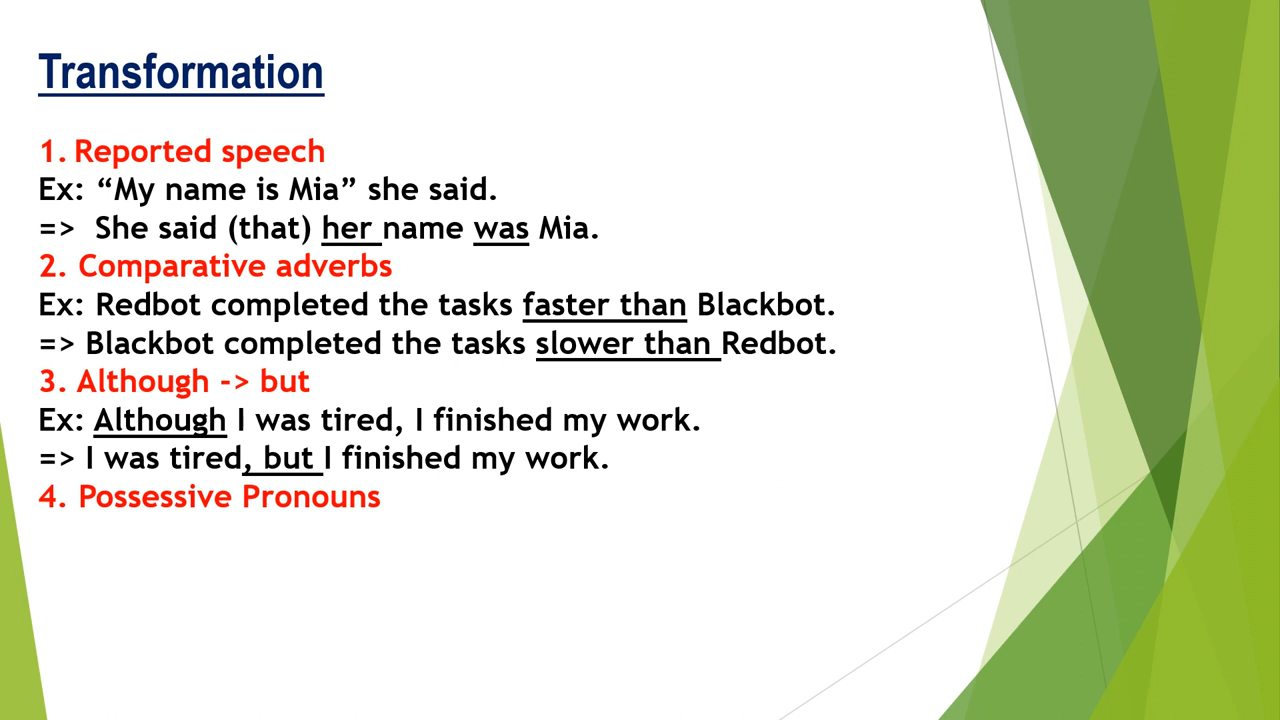 Transformation
1. Reported speech
Ex: “My name is Mia” she said.
=> She said (that) her name was Mia.
2. Comparative adverbs
Ex: Redbot completed the tasks faster than Blackbot.
=> Blackbot completed the tasks slower than Redbot.
3. Although -> but
Ex: Although I was tired, I finished my work.
=> I was tired, but I finished my work.
4. Possessive Pronouns